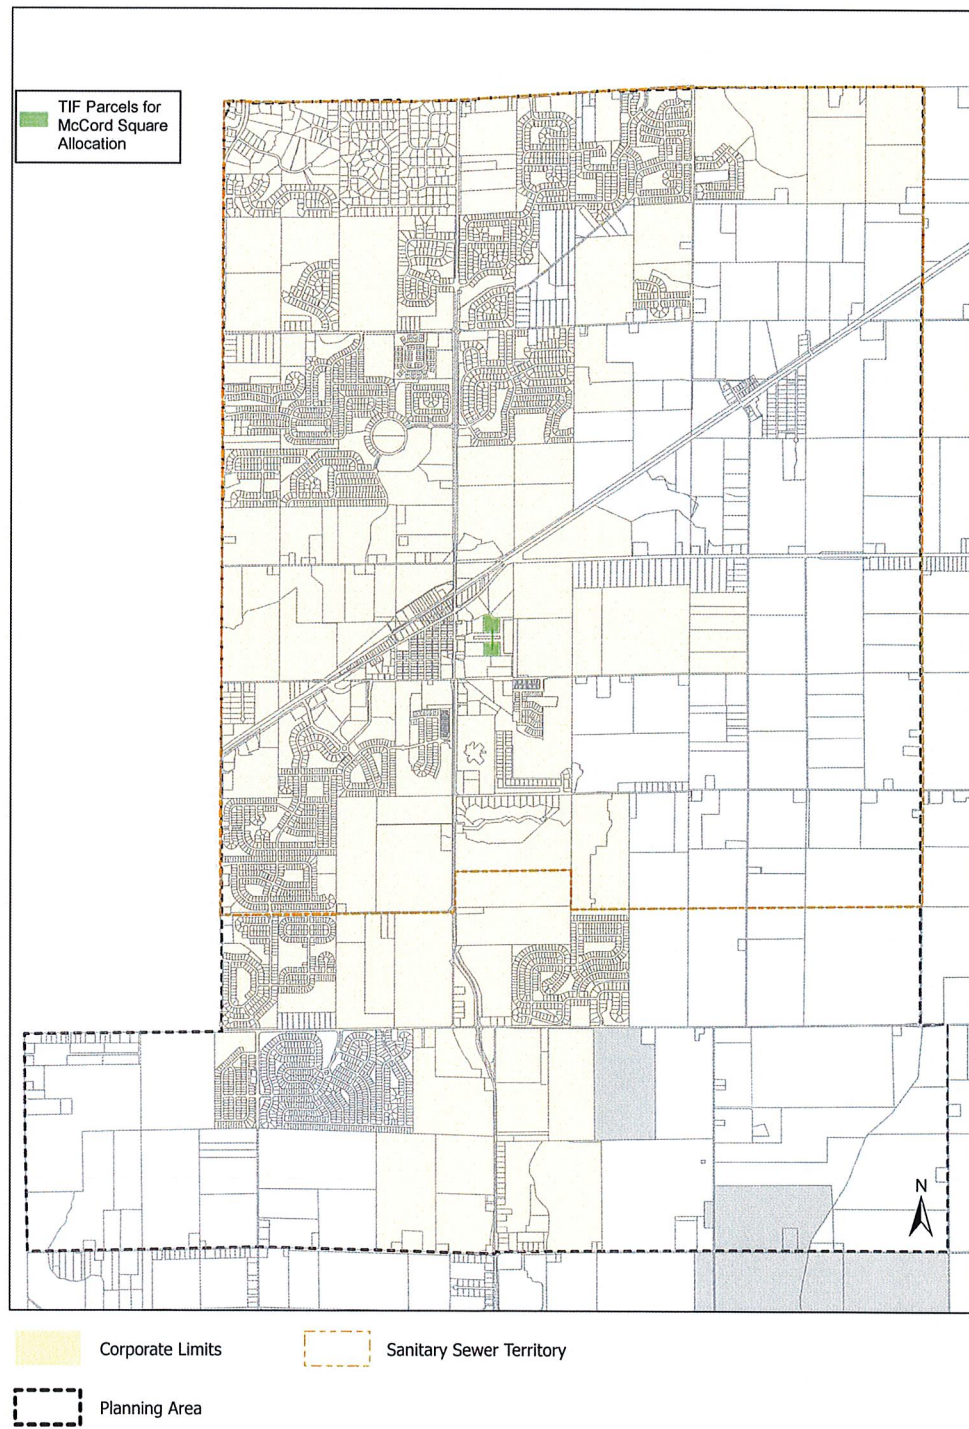 TIF Parcels for
McCord Square
Allocation
N
Corporate Limits
Sanitary Sewer Territory
Planning Area